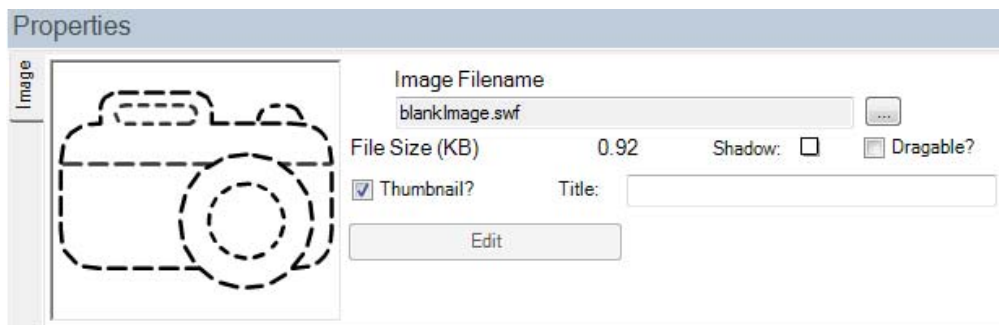 Properties
Image
Image Filename
blankImage.swf
...
File Size (KB) 0.92 Shadow: Dragable?
Thumbnail? Title:
Edit